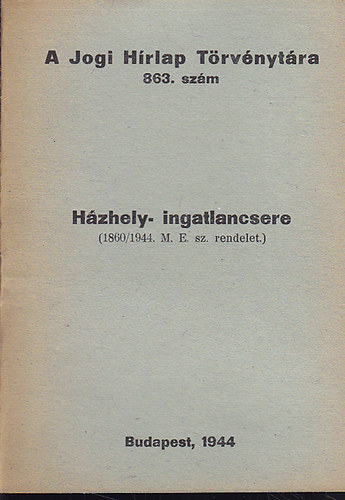 A Jogi Hírlap Törvénytára
863. szám
Házhely- ingatlancsere
(1860/1944. M. E. sz. rendelet.)
Budapest, 1944